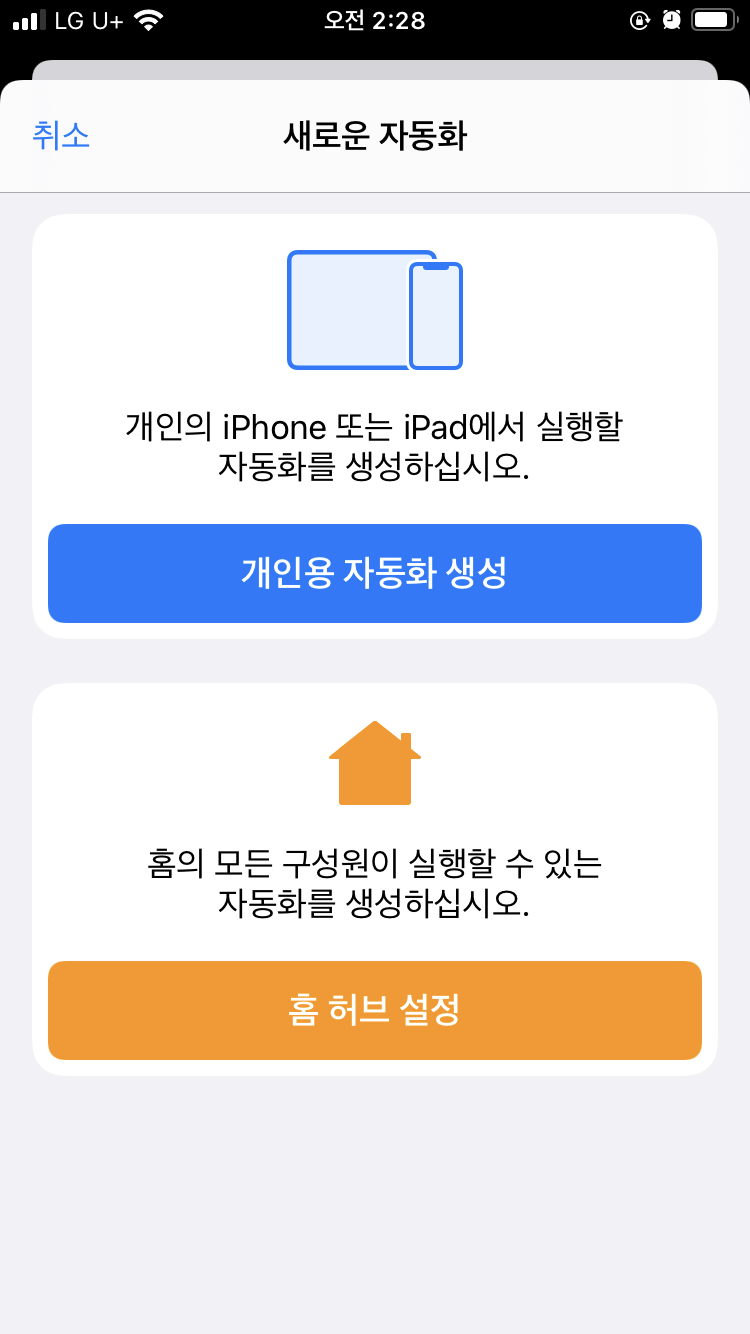 LG U+ 오전 2:28
취소 새로운 자동화
개인의 iPhone 또는 iPad에서 실행할
자동화를 생성하십시오.
개인용 자동화 생성
홈의 모든 구성원이 실행할 수 있는
자동화를 생성하십시오.
홈 허브 설정